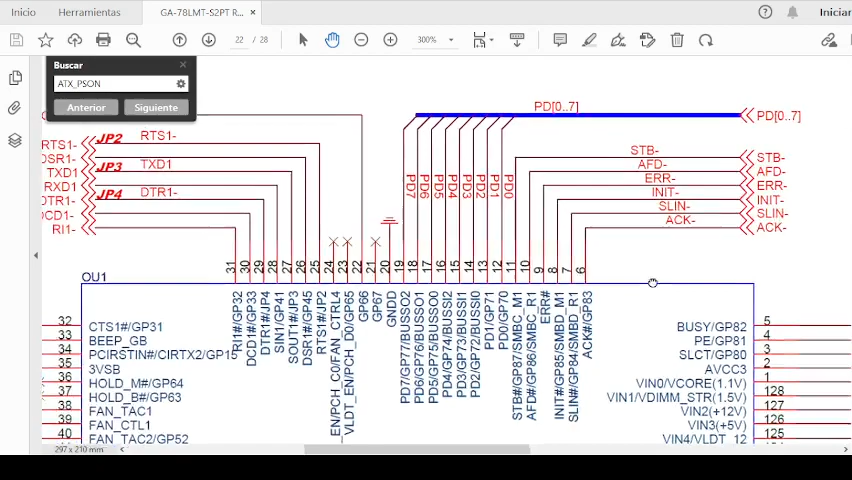 Inicio
Herramientas
GA-78LMT-S2PT R...
×
Iniciar
22 / 28
300%
Buscar
ATX_PSON
Anterior
Siguiente
PD[0..7]
PD[0..7]
RTS1-
DSR1-
TXD1
RXD1
DTR1-
DCD1-
RI1-
JP2
RTS1-
JP3
TXD1
JP4
DTR1-
PD7
PD6
PD5
PD4
PD3
PD2
PD1
PD0
STB-
AFD-
ERR-
INIT-
SLIN-
ACK-
STB-
AFD-
ERR-
INIT-
SLIN-
ACK-
31
30
29
28
27
26
25
24
23
22
21
20
19
18
17
16
15
14
13
12
11
10
9
8
7
6
OU1
RI1#/GP32
DCD1#/GP33
DTR1#/JP4
SIN1/GP41
SOUT1#/JP3
DSR1#/GP45
RTS1#/JP2
EN/PCH_C0/FAN_CTRL4
_VLDT_EN/PCH_D0/GP65
GP66
GP67
GNDD
PD7/GP77/BUSSO2
PD6/GP76/BUSSO1
PD5/GP75/BUSSO0
PD4/GP74/BUSSI2
PD3/GP73/BUSSI1
PD2/GP72/BUSSI0
PD1/GP71
PD0/GP70
STB#/GP87/SMBC_M1
AFD#/GP86/SMBC_R1
ERR#
INIT#/GP85/SMBD_M1
SLIN#/GP84/SMBD_R1
ACK#/GP83
32
33
34
35
36
37
38
39
40
CTS1#/GP31
BEEP_GB
PCIRSTIN#/CIRTX2/GP15
3VSB
HOLD_M#/GP64
HOLD_B#/GP63
FAN_TAC1
FAN_CTL1
FAN_TAC2/GP52
BUSY/GP82
PE/GP81
SLCT/GP80
AVCC3
VIN0/VCORE(1.1V)
VIN1/VDIMM_STR(1.5V)
VIN2(+12V)
VIN3(+5V)
VIN4/VLDT_12
5
4
3
2
1
128
127
126
125
297 x 210 mm